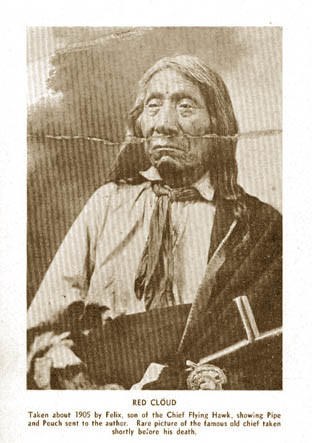 RED CLOUD
Taken about 1905 by Felix, son of the Chief Flying Hawk, showing Pipe
and Pouch sent to the author. Rare picture of the famous old chief taken
shortly before his death.